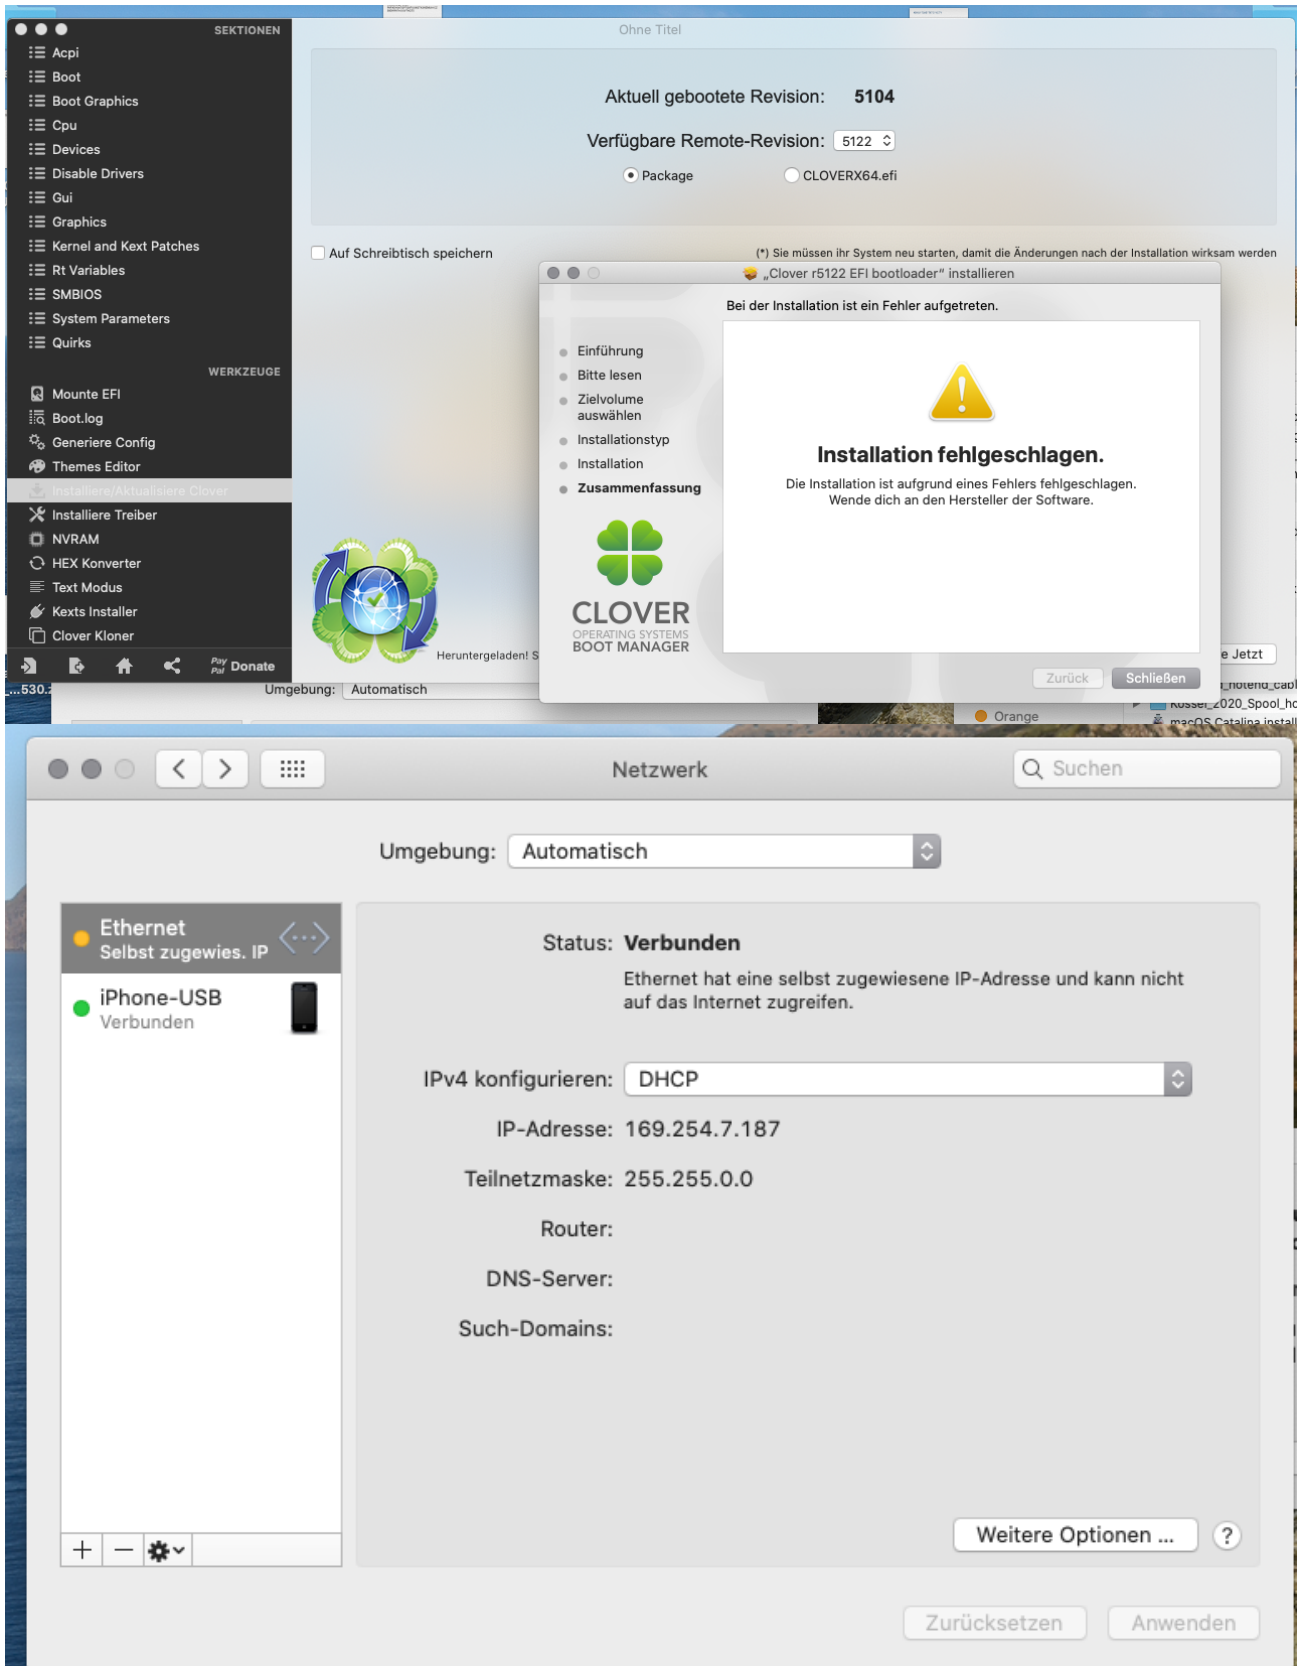 SEKTIONEN
Acpi
Boot
Boot Graphics
Cpu
Devices
Disable Drivers
Gui
Graphics
Kernel and Kext Patches
Rt Variables
SMBIOS
System Parameters
Quirks
WERKZEUGE
Mounte EFI
Boot.log
Generiere Config
Themes Editor
Installiere/Aktualisiere Clover
Installiere Treiber
NVRAM
HEX Konverter
Text Modus
Kexts Installer
Clover Kloner
Pay Pal Donate
Ohne Titel
Aktuell gebootete Revision: 5104
Verfügbare Remote-Revision: 5122
Package CLOVERX64.efi
Auf Schreibtisch speichern
(*) Sie müssen ihr System neu starten, damit die Änderungen nach der Installation wirksam werden
„Clover r5122 EFI bootloader“ installieren
Bei der Installation ist ein Fehler aufgetreten.
Einführung
Bitte lesen
Zielvolume
auswählen
Installationstyp
Installation
Zusammenfassung
CLOVER
OPERATING SYSTEMS
BOOT MANAGER
Installation fehlgeschlagen.
Die Installation ist aufgrund eines Fehlers fehlgeschlagen.
Wende dich an den Hersteller der Software.
Zurück Schließen
Heruntergeladen! S
e Jetzt
...530.
Umgebung: Automatisch
Orange
_hotend_cabl
Kossel_2020_Spool_ho
macOS Catalina install
Netzwerk
Suchen
Umgebung: Automatisch
Ethernet
Selbst zugewies. IP
iPhone-USB
Verbunden
Status: Verbunden
Ethernet hat eine selbst zugewiesene IP-Adresse und kann nicht
auf das Internet zugreifen.
IPv4 konfigurieren: DHCP
IP-Adresse: 169.254.7.187
Teilnetzmaske: 255.255.0.0
Router:
DNS-Server:
Such-Domains:
Weitere Optionen ... ?
Zurücksetzen Anwenden